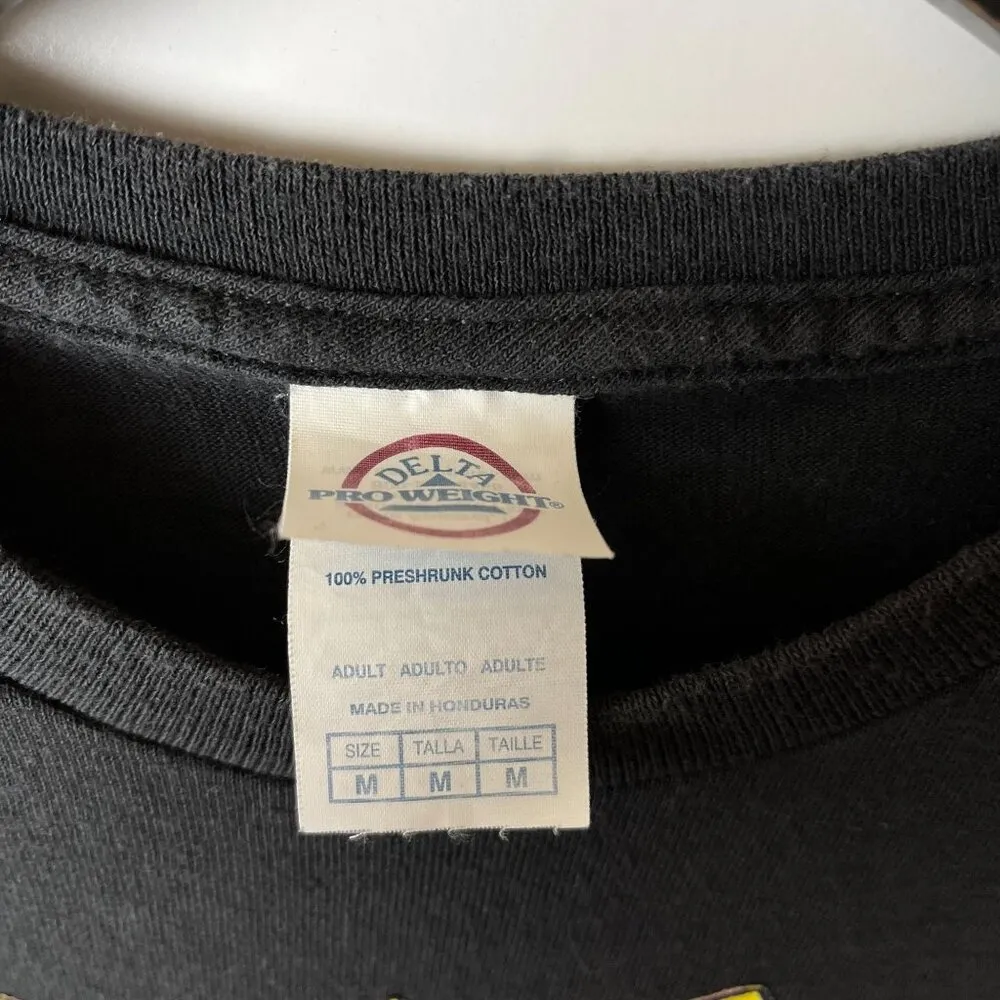 DELTA
PRO WEIGHT®
100% PRESHRUNK COTTON
ADULT ADULTO ADULTE
MADE IN HONDURAS
SIZE TALLA TAILLE
M M M